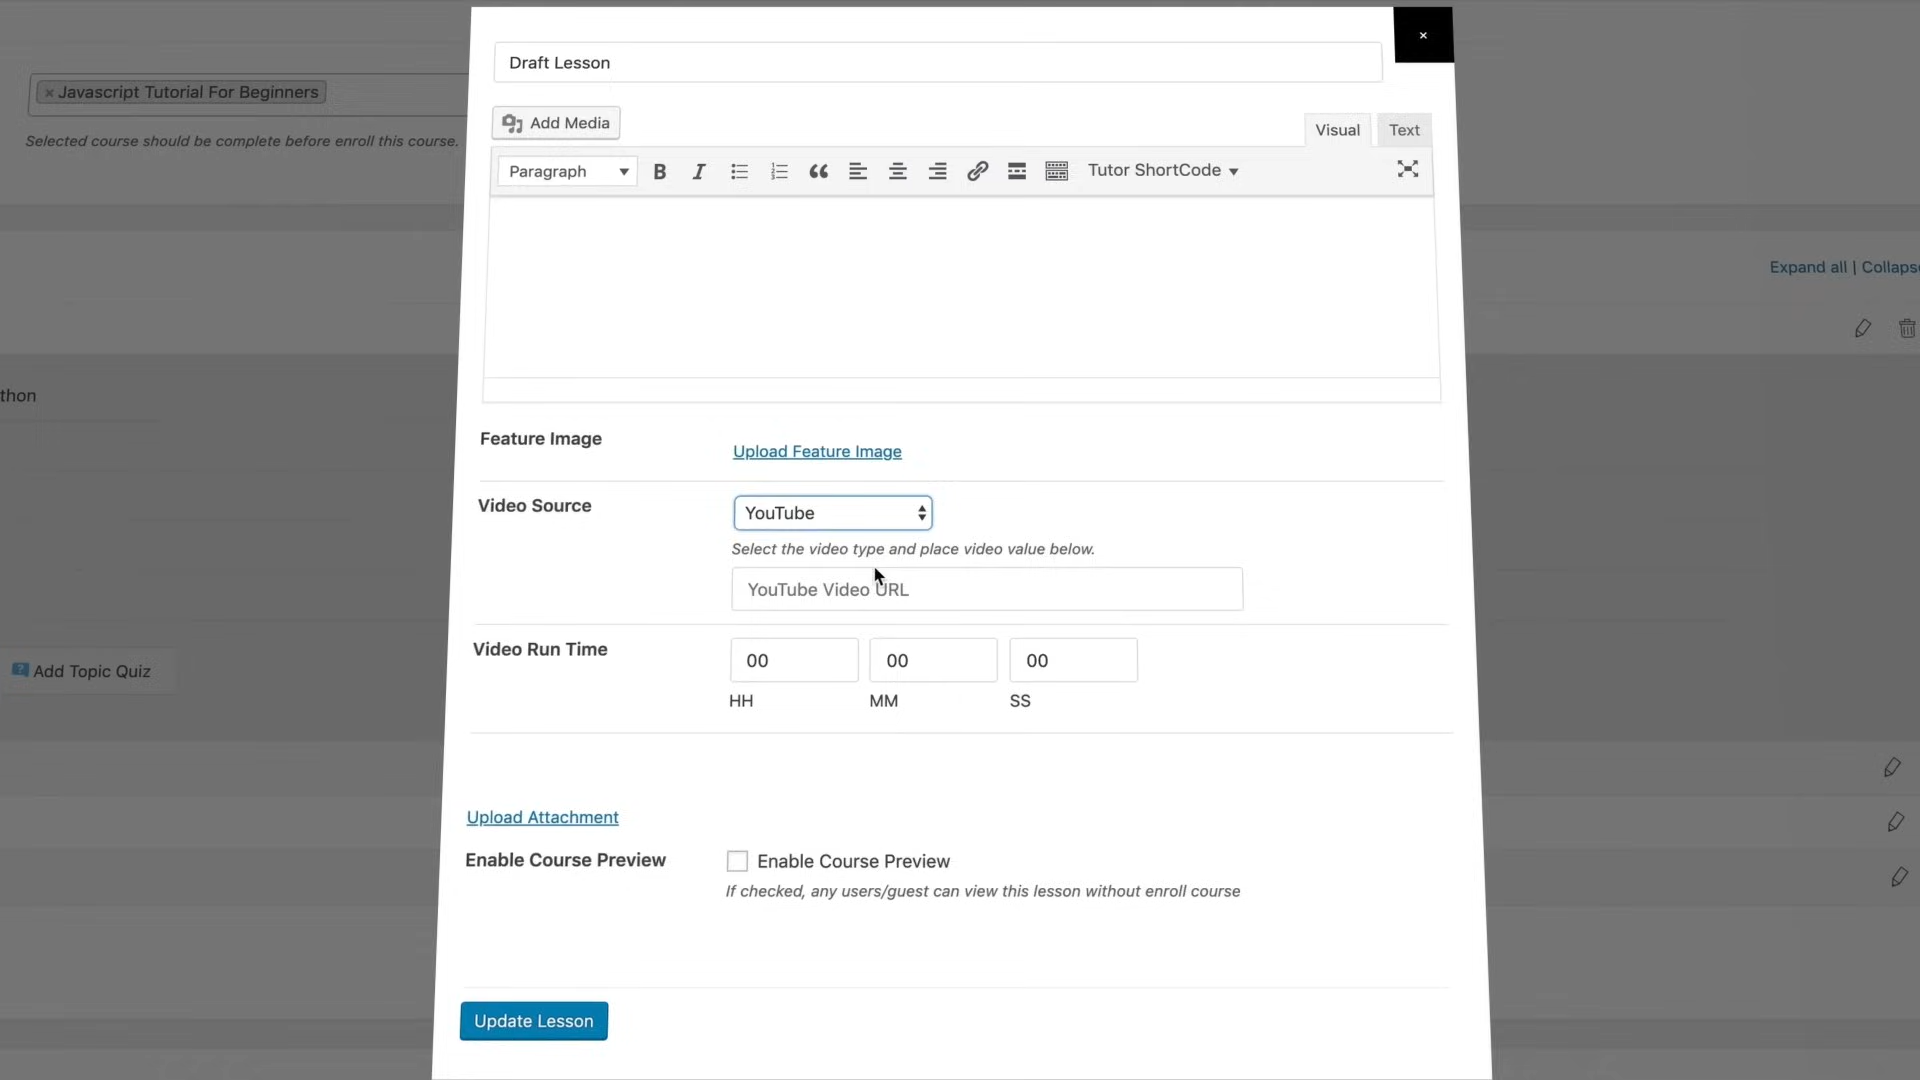 ×
Draft Lesson
× Javascript Tutorial For Beginners
Selected course should be complete before enroll this course.
Add Media
Visual
Text
Paragraph
B I
Tutor ShortCode
Expand all | Collapse
thon
Feature Image
Upload Feature Image
Video Source
YouTube
Select the video type and place video value below.
YouTube Video URL
Video Run Time
00 00 00
HH MM SS
Add Topic Quiz
Upload Attachment
Enable Course Preview
Enable Course Preview
If checked, any users/guest can view this lesson without enroll course
Update Lesson